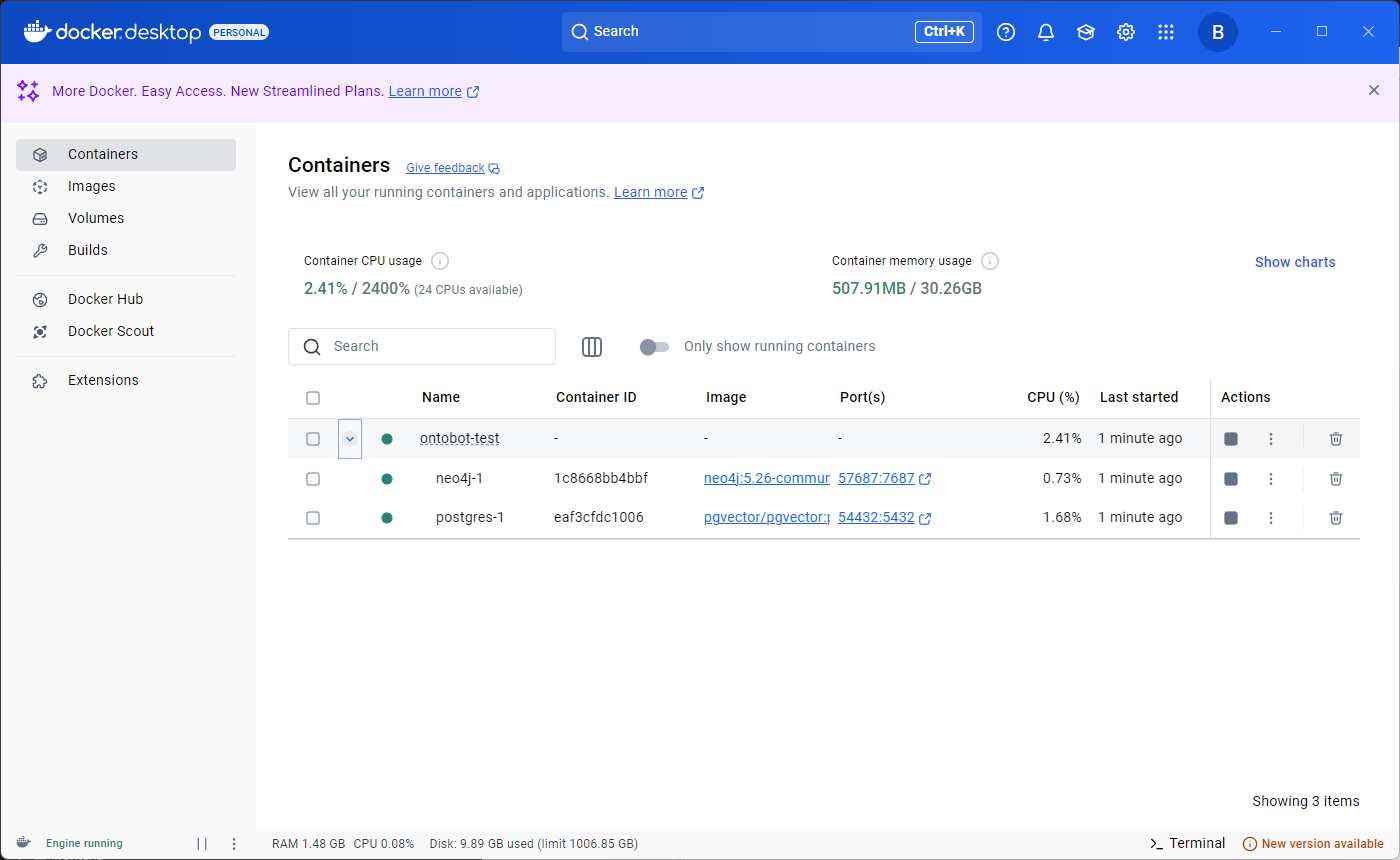 docker.desktop PERSONAL Search Ctrl+K B
More Docker. Easy Access. New Streamlined Plans. Learn more
Containers
Images
Volumes
Builds
Docker Hub
Docker Scout
Extensions
Containers Give feedback
View all your running containers and applications. Learn more
Container CPU usage
2.41% / 2400% (24 CPUs available)
Container memory usage
507.91MB / 30.26GB
Show charts
Search Only show running containers
Name Container ID Image Port(s) CPU (%) Last started Actions
ontobot-test - - - 2.41% 1 minute ago
neo4j-1 1c8668bb4bbf neo4j:5.26-commur 57687:7687 0.73% 1 minute ago
postgres-1 eaf3cfdc1006 pgvector/pgvector:p 54432:5432 1.68% 1 minute ago
Showing 3 items
Engine running RAM 1.48 GB CPU 0.08% Disk: 9.89 GB used (limit 1006.85 GB) Terminal New version available